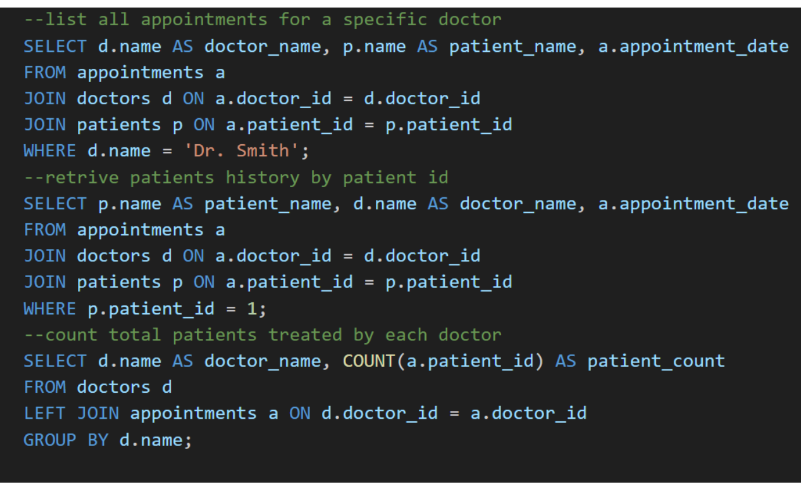 --list all appointments for a specific doctor
SELECT d.name AS doctor_name, p.name AS patient_name, a.appointment_date
FROM appointments a
JOIN doctors d ON a.doctor_id = d.doctor_id
JOIN patients p ON a.patient_id = p.patient_id
WHERE d.name = 'Dr. Smith';
--retrive patients history by patient id
SELECT p.name AS patient_name, d.name AS doctor_name, a.appointment_date
FROM appointments a
JOIN doctors d ON a.doctor_id = d.doctor_id
JOIN patients p ON a.patient_id = p.patient_id
WHERE p.patient_id = 1;
--count total patients treated by each doctor
SELECT d.name AS doctor_name, COUNT(a.patient_id) AS patient_count
FROM doctors d
LEFT JOIN appointments a ON d.doctor_id = a.doctor_id
GROUP BY d.name;